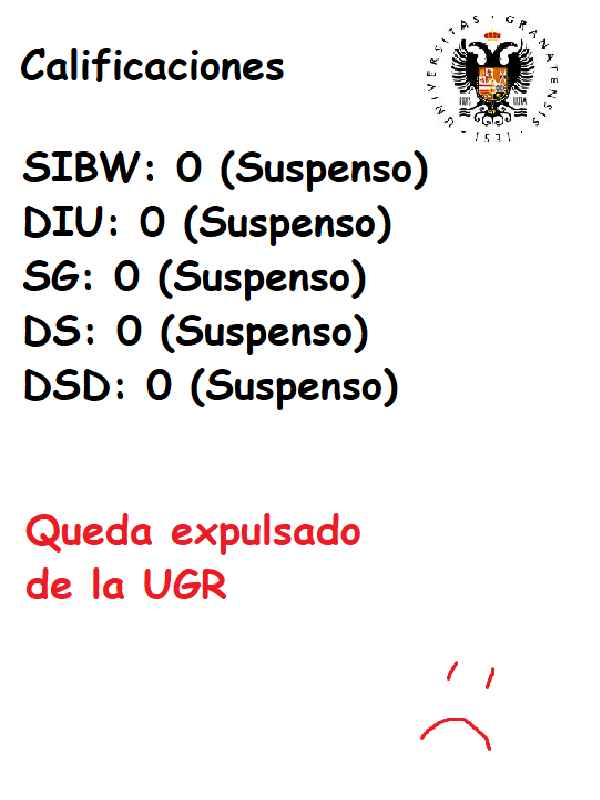 Calificaciones
UNIVERSITAS · GRANATENSIS
1531
SIBW: 0 (Suspenso)
DIU: 0 (Suspenso)
SG: 0 (Suspenso)
DS: 0 (Suspenso)
DSD: 0 (Suspenso)
Queda expulsado
de la UGR